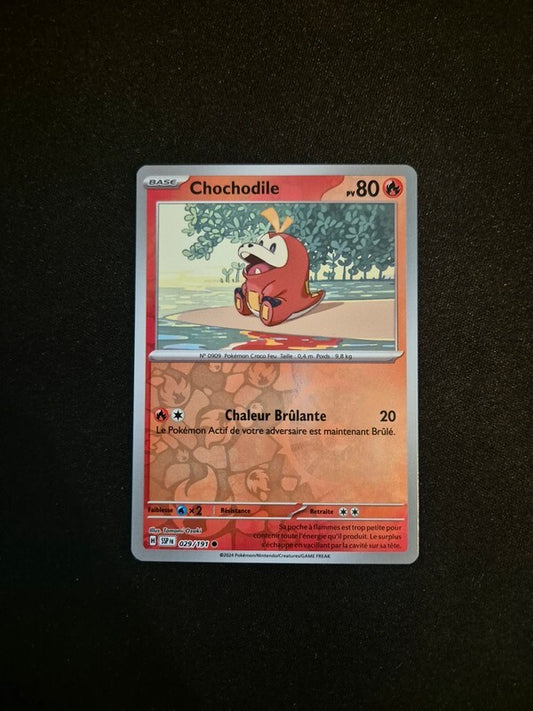 BASE Chochodile PV 80
N° 0909 Pokémon Croco Feu Taille : 0,4 m Poids : 9,8 kg
Chaleur Brûlante 20
Le Pokémon Actif de votre adversaire est maintenant Brûlé.
Faiblesse ×2 Résistance Retraite
Illus. Tomomi Ozaki
Sa poche à flammes est trop petite pour
contenir toute l'énergie qu'il produit. Le surplus
s'échappe en vacillant par la cavité sur sa tête.
H SSP FR 029/191
©2024 Pokémon/Nintendo/Creatures/GAME FREAK